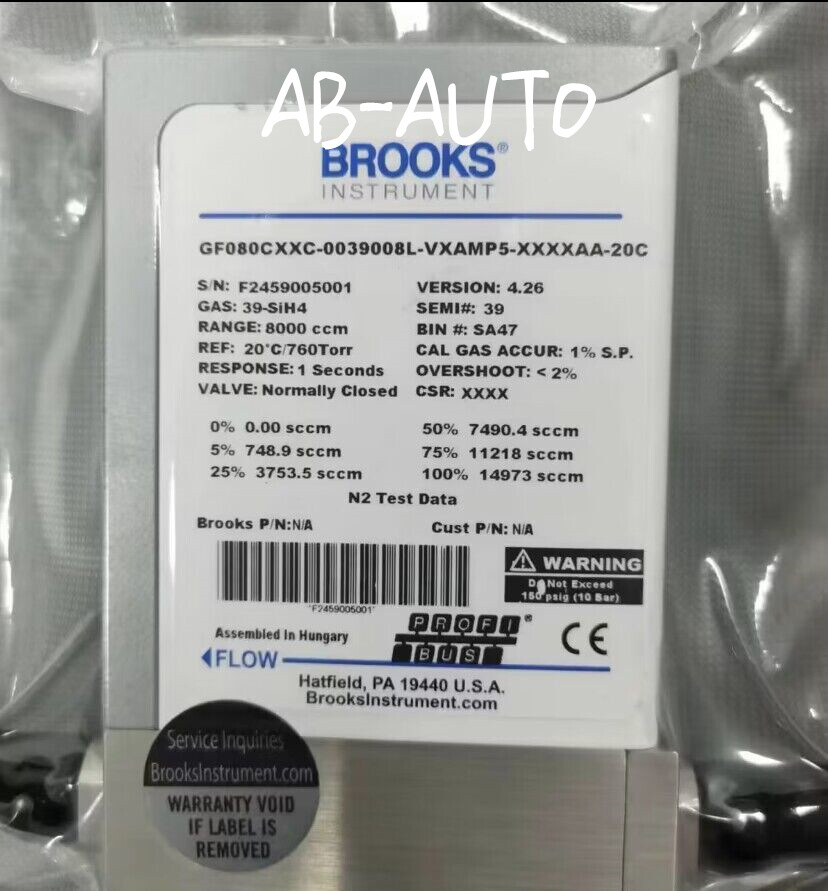 AB-AUTO
BROOKS®
INSTRUMENT
GF080CXXC-0039008L-VXAMP5-XXXXAA-20C
S/N: F2459005001 VERSION: 4.26
GAS: 39-SiH4 SEMI#: 39
RANGE: 8000 ccm BIN #: SA47
REF: 20°C/760Torr CAL GAS ACCUR: 1% S.P.
RESPONSE: 1 Seconds OVERSHOOT: < 2%
VALVE: Normally Closed CSR: XXXX
0% 0.00 sccm 50% 7490.4 sccm
5% 748.9 sccm 75% 11218 sccm
25% 3753.5 sccm 100% 14973 sccm
N2 Test Data
Brooks P/N:N/A Cust P/N: N/A
WARNING
Do Not Exceed
150 psig (10 Bar)
*F2459005001*
PROFI®
BUS
CE
Assembled In Hungary
FLOW
Hatfield, PA 19440 U.S.A.
BrooksInstrument.com
Service Inquiries
BrooksInstrument.com
WARRANTY VOID
IF LABEL IS
REMOVED